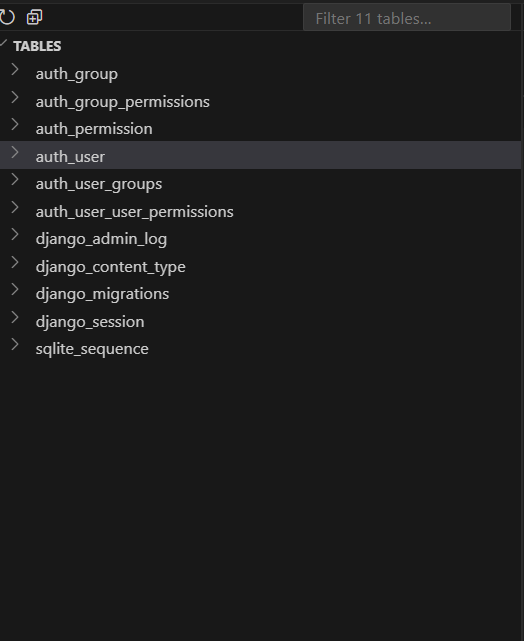 Filter 11 tables...
TABLES
auth_group
auth_group_permissions
auth_permission
auth_user
auth_user_groups
auth_user_user_permissions
django_admin_log
django_content_type
django_migrations
django_session
sqlite_sequence